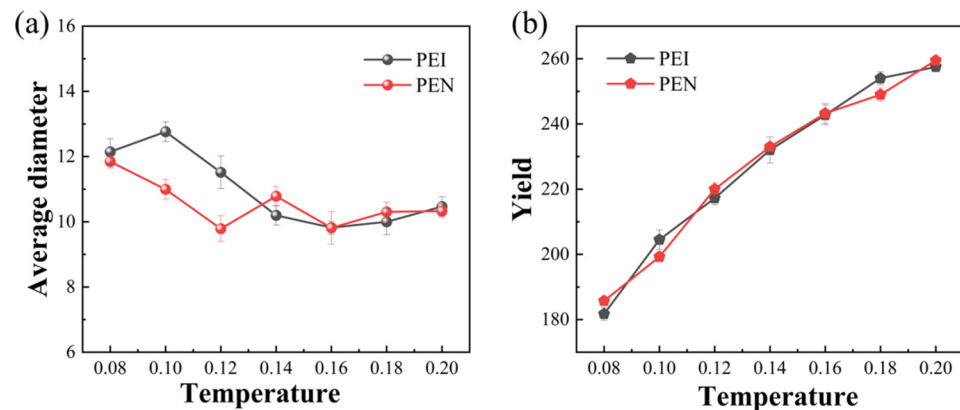 (a)
Average diameter
16
14
12
10
8
6
PEI
PEN
0.08 0.10 0.12 0.14 0.16 0.18 0.20
Temperature
(b)
Yield
260
240
220
200
180
PEI
PEN
0.08 0.10 0.12 0.14 0.16 0.18 0.20
Temperature